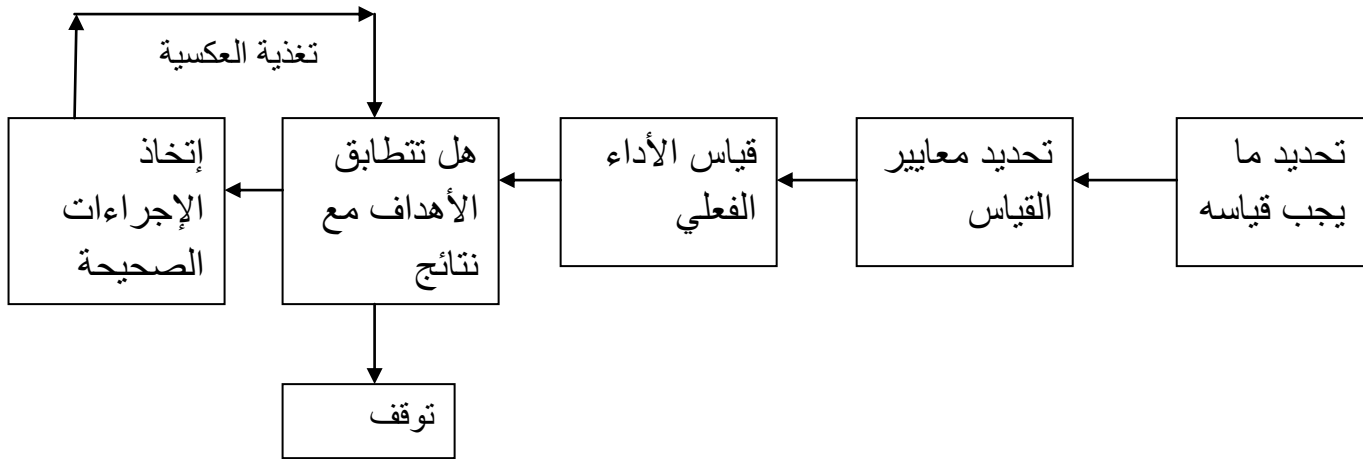 تغذية العكسية
تحديد ما
يجب قياسه
تحديد معايير
القياس
قياس الأداء
الفعلي
هل تتطابق
الأهداف مع
نتائج
إتخاذ
الإجراءات
الصحيحة
توقف